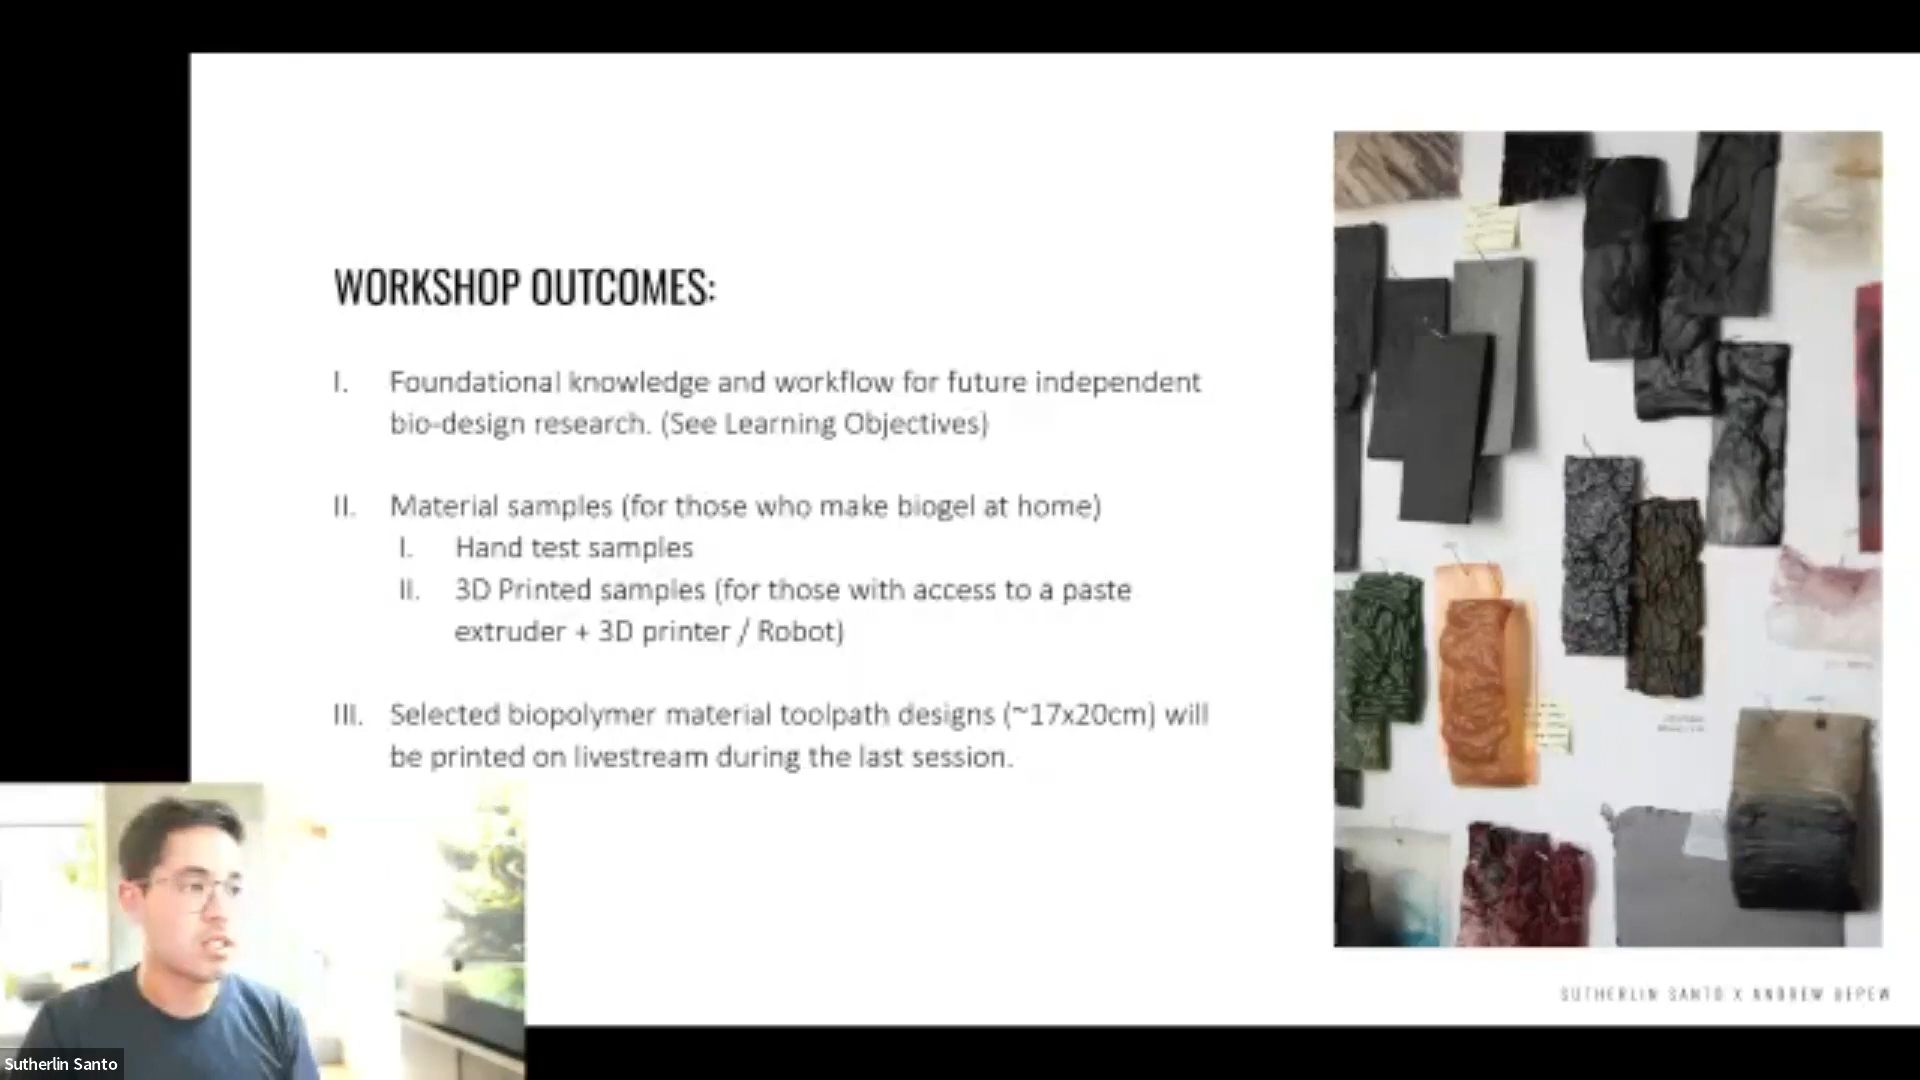 WORKSHOP OUTCOMES:
I. Foundational knowledge and workflow for future independent
bio-design research. (See Learning Objectives)
II. Material samples (for those who make biogel at home)
I. Hand test samples
II. 3D Printed samples (for those with access to a paste
extruder + 3D printer / Robot)
III. Selected biopolymer material toolpath designs (~17x20cm) will
be printed on livestream during the last session.
SUTHERLIN SANTO X ANDREW DEPEW
Sutherlin Santo